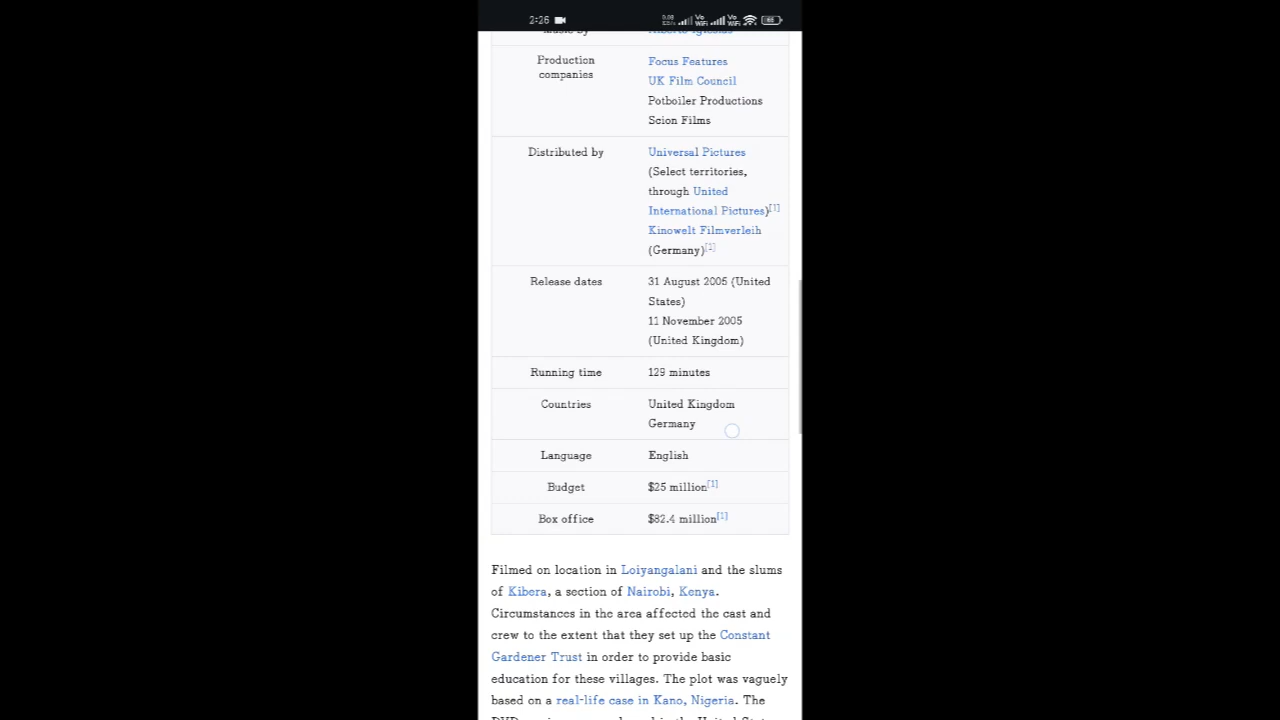 2:26
Music by Alberto Iglesias
Production companies
Focus Features
UK Film Council
Potboiler Productions
Scion Films
Distributed by
Universal Pictures
(Select territories,
through United
International Pictures)[1]
Kinowelt Filmverleih
(Germany)[1]
Release dates
31 August 2005 (United
States)
11 November 2005
(United Kingdom)
Running time
129 minutes
Countries
United Kingdom
Germany
Language
English
Budget
$25 million[1]
Box office
$82.4 million[1]
Filmed on location in Loiyangalani and the slums
of Kibera, a section of Nairobi, Kenya.
Circumstances in the area affected the cast and
crew to the extent that they set up the Constant
Gardener Trust in order to provide basic
education for these villages. The plot was vaguely
based on a real-life case in Kano, Nigeria. The